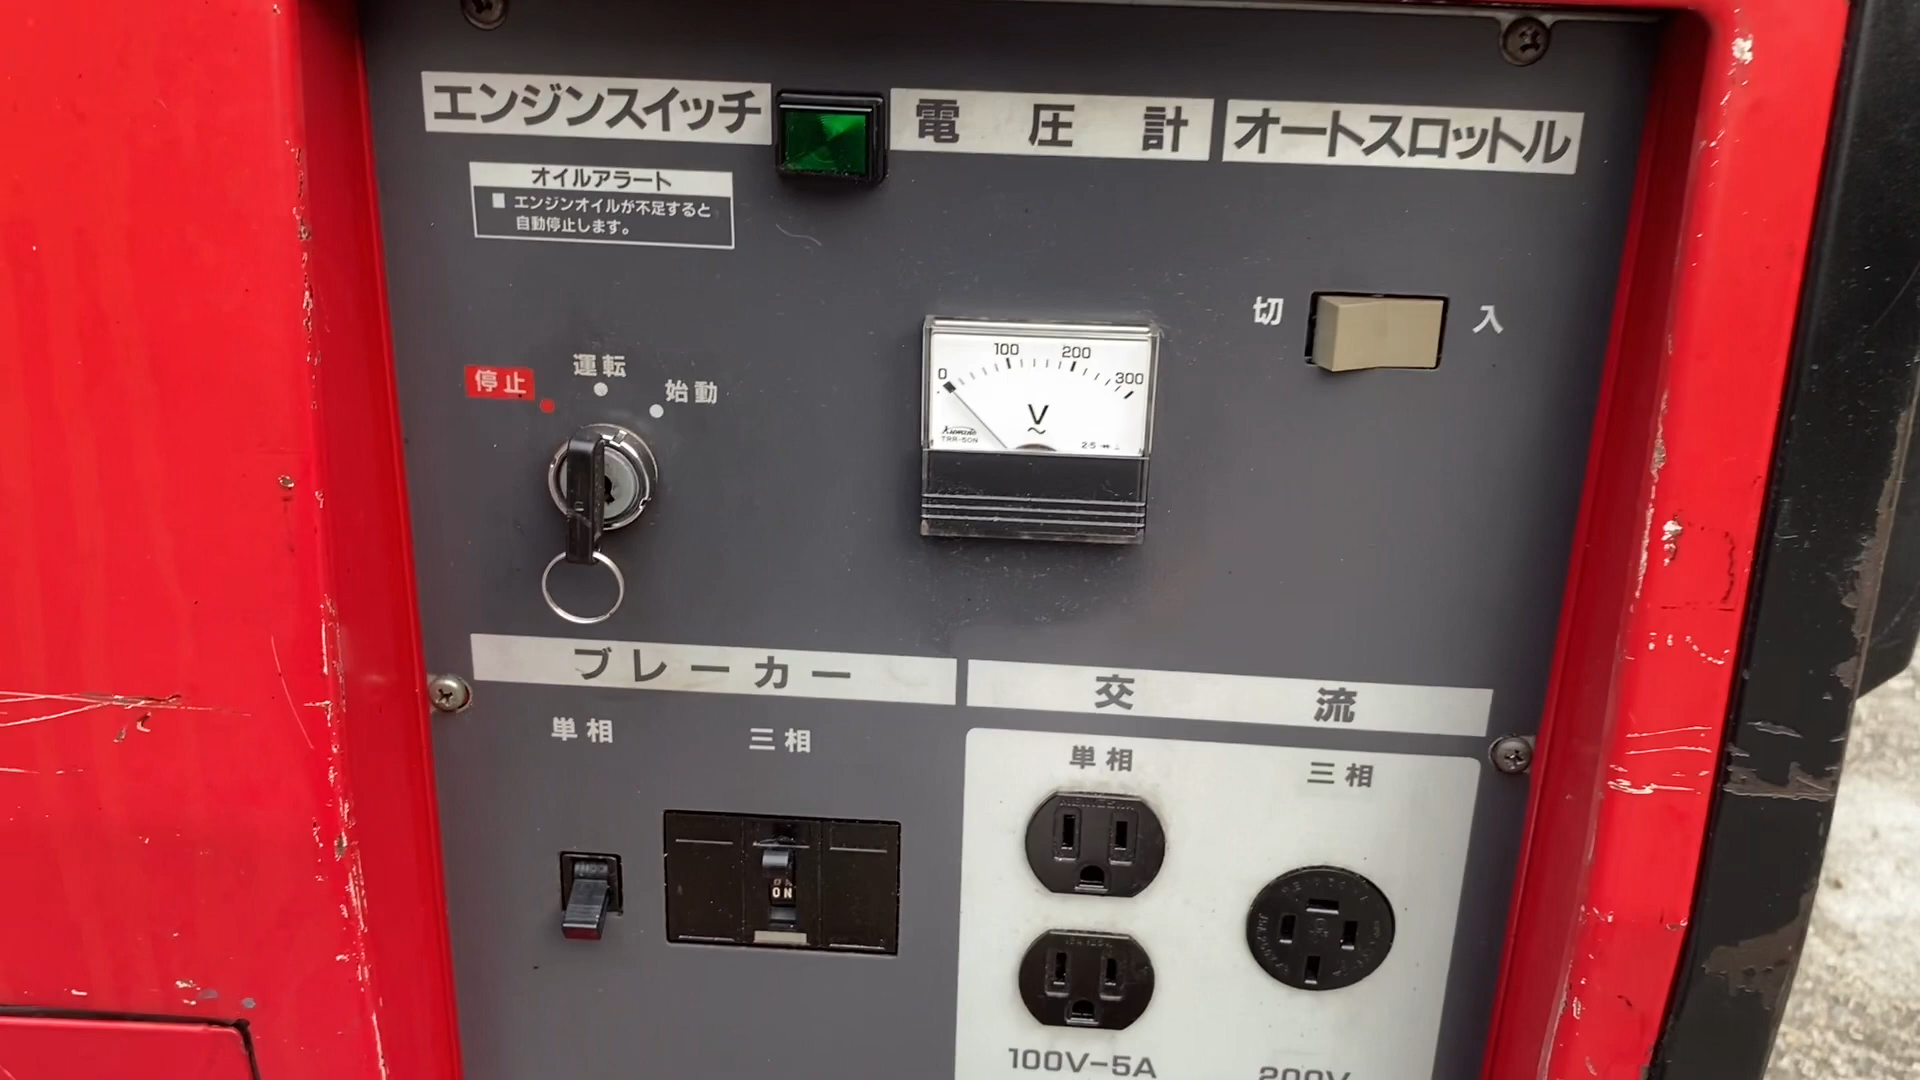 エンジンスイッチ
電圧計
オートスロットル
オイルアラート
エンジンオイルが不足すると
自動停止します。
切
入
停止
運転
始動
0
100
200
300
V
TRR-50N
2.5
ブレーカー
交流
単相
三相
単相
三相
ON
100V-5A
200V